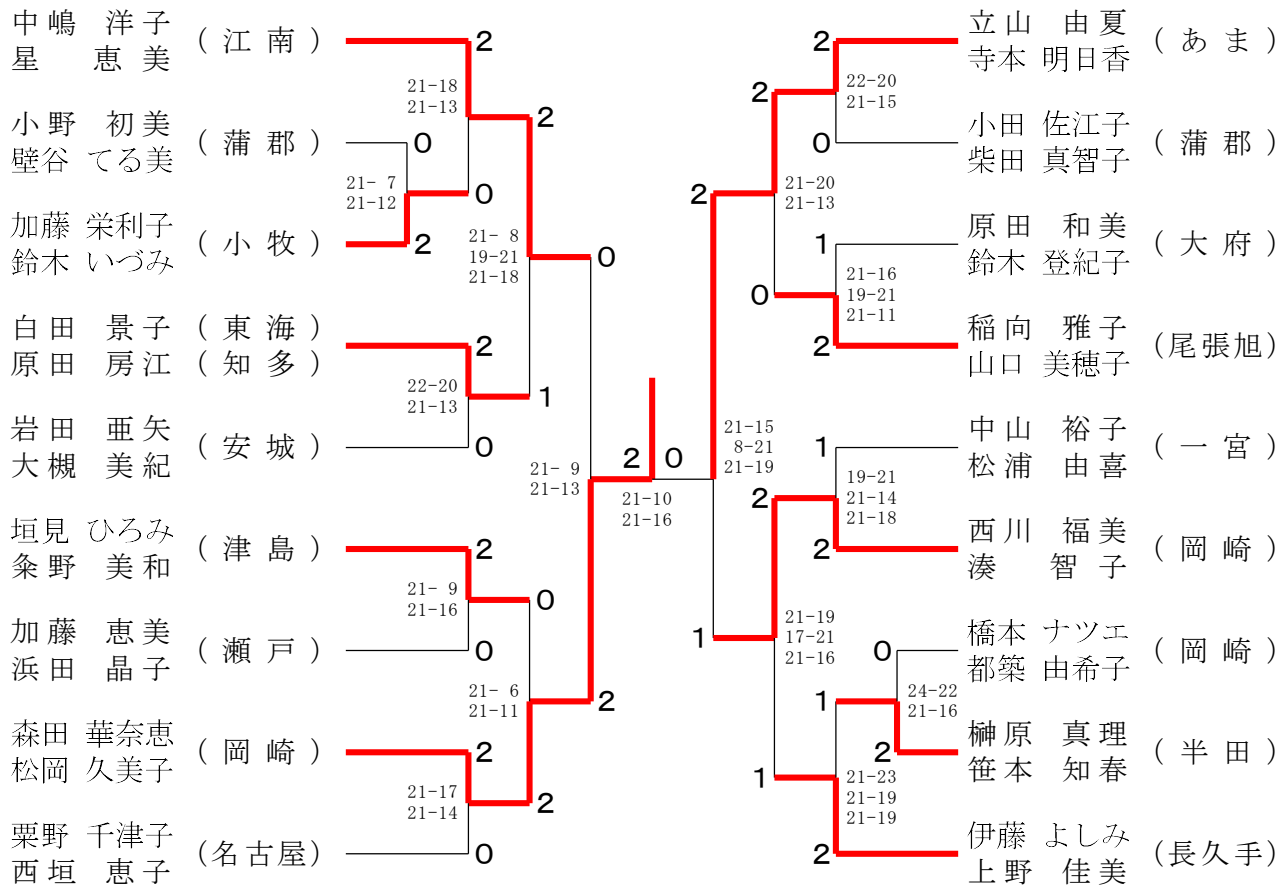 中嶋 洋子
星 恵美
(江南)
2
21-18
21-13
2
小野 初美
壁谷 てる美
(蒲郡)
0
21- 7
21-12
0
加藤 栄利子
鈴木 いづみ
(小牧)
2
21- 8
19-21
21-18
0
白田 景子 (東海)
原田 房江 (知多)
2
22-20
21-13
1
岩田 亜矢
大槻 美紀
(安城)
0
21- 9
21-13
垣見 ひろみ
粂野 美和
(津島)
2
21- 9
21-16
0
加藤 恵美
浜田 晶子
(瀬戸)
0
21- 6
21-11
2
森田 華奈恵
松岡 久美子
(岡崎)
2
21-17
21-14
2
粟野 千津子
西垣 恵子
(名古屋)
0
2 0
21-10
21-16
立山 由夏
寺本 明日香
(あま)
2
22-20
21-15
2
小田 佐江子
柴田 真智子
(蒲郡)
0
21-20
21-13
2
原田 和美
鈴木 登紀子
(大府)
1
21-16
19-21
21-11
0
稲向 雅子
山口 美穂子
(尾張旭)
2
21-15
8-21
21-19
中山 裕子
松浦 由喜
(一宮)
1
19-21
21-14
21-18
2
西川 福美
湊 智子
(岡崎)
2
21-19
17-21
21-16
1
橋本 ナツエ
都築 由希子
(岡崎)
0
24-22
21-16
1
榊原 真理
笹本 知春
(半田)
2
21-23
21-19
21-19
1
伊藤 よしみ
上野 佳美
(長久手)
2